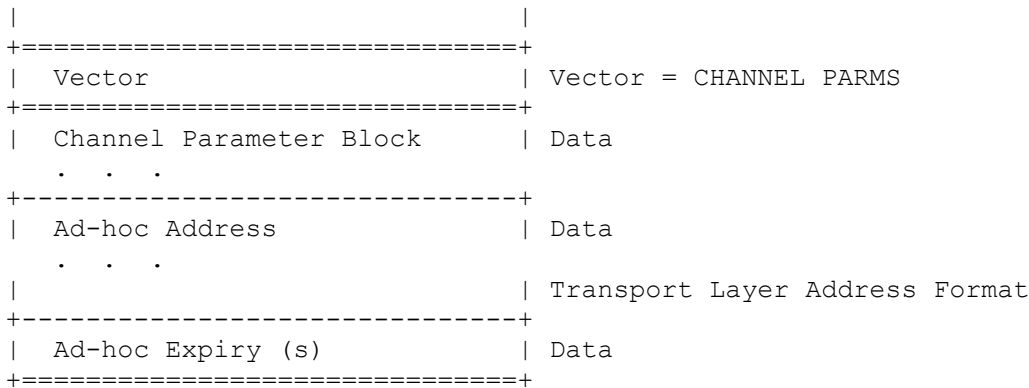 |                               |
+===============================+
|  Vector                       | Vector = CHANNEL PARMS
+===============================+
|  Channel Parameter Block      | Data
   .  .  .
+-------------------------------+
|  Ad-hoc Address               | Data
   .  .  .
|                               | Transport Layer Address Format
+-------------------------------+
|  Ad-hoc Expiry (s)            | Data
+===============================+